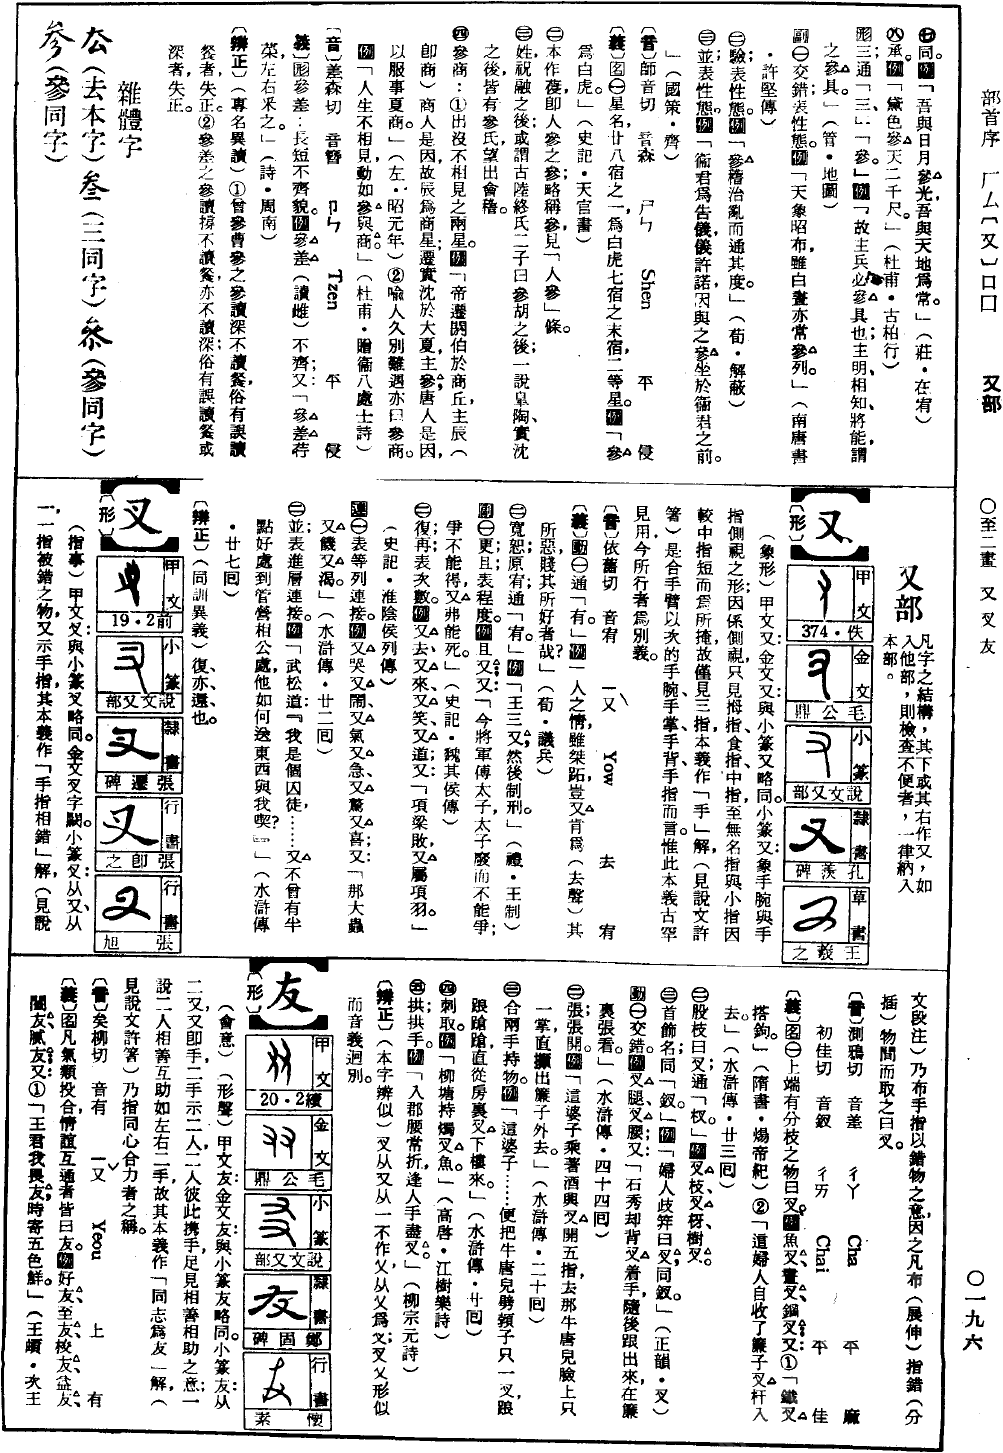 部首序　厂厶〔又〕口囗　又部　○至二畫　又叉友　○一九六
㊆同。例「吾與日月參光，吾與天地爲常。」（莊・在宥）
㊇承。例「黛色參天二千尺。」（杜甫・古柏行）
形三通「三」、「參。」例「故主兵必參具也；主明相知將能謂
之參具。」（管・地圖）
副㊀交錯表性態。例「天象昭布，雖白晝亦常參列。」（南唐書
・許堅傳）
㊁驗表性態。例「參稽治亂而通其度。」（荀・解蔽）
㊂並表性態。例「衞君爲告儀，儀許諾，因與之參坐於衞君之前。
」（國策・齊）
〔音〕師音切　音森　ㄕㄣ　Shen　平　侵
〔義〕図㊀星名，廿八宿之一，爲白虎七宿之末宿，二等星。例「參
爲白虎。」（史記・天官書）
㊁本作蓡，即人參之參，略稱參，見「人參」條。
㊂姓，祝融之後；或謂古陸終氏二子曰參胡之後；一說皐陶、實沈
之後皆有參氏，望出會稽。
㊃參商：①出沒不相見之兩星。例「帝遷閼伯於商丘，主辰（
即商）商人是因，故辰爲商星；遷實沈於大夏，主參，唐人是因，
以服事夏商。」（左・昭元年）②喩人久別難遇亦曰參商。
例「人生不相見，動如參與商。」（杜甫・贈衞八處士詩）
〔音〕差森切　音簪　ㄗㄣ　Tzen　平　侵
義〕形參差：長短不齊貌。例參差（讀雌）不齊；又：「參差荇
菜，左右釆之。」（詩・周南）
〔辨正〕（專名異讀）①曾參、曹參之參讀深不讀餐，俗有誤讀
餐者，失正。②參差之參讀簪不讀餐亦不讀深，俗有誤讀餐或
深者，失正。
雜體字
厺（去本字）叁（三同字）叅（參同字）
参（參同字）
又部　凡字之結構，其下或其右作又，如
入他部，則檢查不便者，一律納入
本部。
又
〔形〕
甲文　374・佚
金文　毛公鼎
小篆　說文又部
隸書　孔羨碑
草書　王羲之
（象形）甲文又：金文又與小篆又略同。小篆又：象手腕與手
指側視之形，因係側視，只見拇指、食指、中指，至無名指與小指因
較中指短而爲所掩，故僅見三指，本義作「手」解，（見說文許
箸）是合手臂以次的手腕、手掌、手背、手指而言。惟此本義古罕
見用，今所行者爲別義。
〔音〕依舊切　音宥　ㄧㄡˋ　Yow　去　宥
〔義〕動㊀通「有。」例「人之情，雖桀跖，豈又肯爲（去聲）其
所惡，賊其所好者哉？」（荀・議兵）
㊁寬恕；原宥；通「宥。」例「王三又，然後制刑。」（禮・王制）
副㊀更；且；表程度。例且又；又：「今將軍傅太子，太子廢而不能爭；
爭不能得，又弗能死。」（史記・魏其侯傳）
㊁復；再；表次數。例又去、又來、又笑、又道；又：「項梁敗，又屬項羽。」
（史記・淮陰侯列傳）
連㊀表等列連接。例又哭又鬧、又氣又急、又驚又喜；又：「那大蟲
又饑又渴。」（水滸傳・廿二囘）
㊁並；表進層連接。例「武松道：『我是個囚徒，……又不曾有半
點好處到管營相公處，他如何送東西與我喫？』」（水滸傳
・廿七囘）
〔辨正〕（同訓異義）復、亦、還也。
叉
〔形〕
甲文　19・2前
小篆　說文又部
隸書　張遷碑
行書　張即之
行書　張旭
（指事）甲文叉與小篆叉略同。金文叉字闕。小篆叉：从又，从
一，一指被錯之物，又示手指，其本義作「手指相錯」解，（見說
文段注）乃布手指以錯物之意，因之凡布（展伸）指錯（分
插）物間而取之曰叉。
〔音〕測鴉切　音差　ㄔㄚ　Cha　平　麻
初佳切　音釵　ㄔㄞ　Chai　平　佳
〔義〕図㊀上端有分枝之物曰叉。例魚叉、畫叉、鋼叉；又：①「鐵叉
搭鉤。」（隋書・煬帝紀）②「這婦人自收了簾子叉杆入
去。」（水滸傳・廿三囘）
㊁股枝曰叉，通「杈。」例叉枝、叉枒、樹叉。
㊂首飾名，同「釵。」例「婦人歧笄曰叉，同釵。」（正韻・叉）
動㊀交錯。例叉腿、叉腰；又：「石秀却背叉着手，隨後跟出來，在簾
裏張看。」（水滸傳・四十四囘）
㊁張；張開。例「這婆子乘著酒興，叉開五指，去那牛唐兒臉上只
一掌，直攧出簾子外去。」（水滸傳・二十囘）
㊂合兩手持物。例「這婆子……便把牛唐兒劈頦子只一叉，踉
踉蹌蹌，直從房裏叉下樓來。」（水滸傳・廿囘）
㊃刺取。例「柳塘持燭叉魚。」（高啓・江樹樂詩）
㊄拱；拱手。例「入郡腰常折，逢人手盡叉。」（柳宗元詩）
〔辨正〕（本字辨似）叉从又从一，不作乂，从乂爲㕚；叉㕚形似
而音義迥別。
友
〔形〕
甲文　20・2續
金文　毛公鼎
小篆　說文又部
隸書　鄭固碑
行書　懷素
（會意）（形聲）甲文友：金文友與小篆友略同。小篆友：从
二又，又即手，二手示二人，二人彼此携手，足見相善相助之意；一
說二人相善互助如左右二手，故其本義作「同志爲友」解，（
見說文許箸）乃指同心合力者之稱。
〔音〕矣柳切　音有　ㄧㄡˇ　Yeou　上　有
〔義〕図凡氣類投合、情誼互通者皆曰友。例好友、至友、棱友、益友、
關友、膩友；又：①「王君我畏友，時寄五色鮮。」（王頔・次王